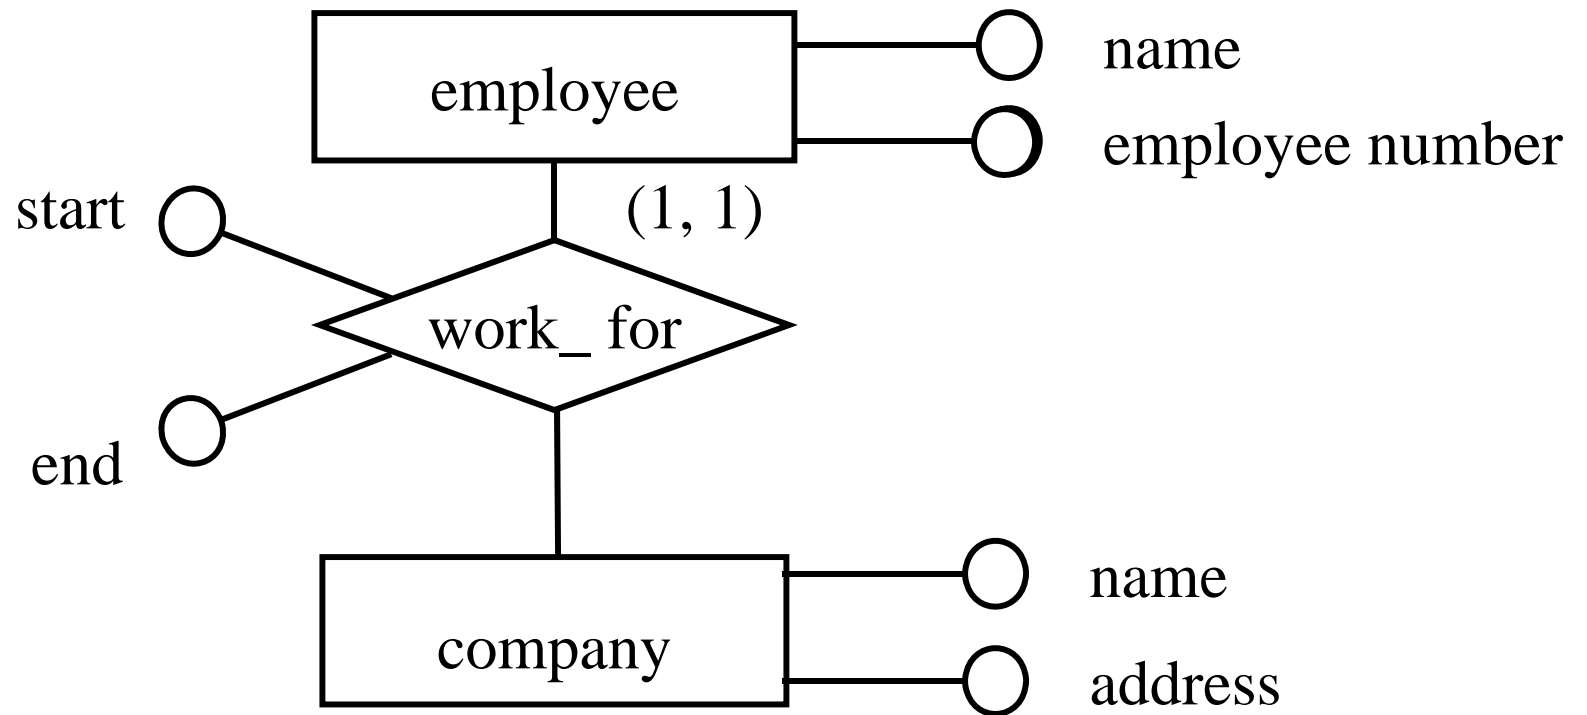 name
employee
employee number
start
(1, 1)
work_ for
end
name
company
address